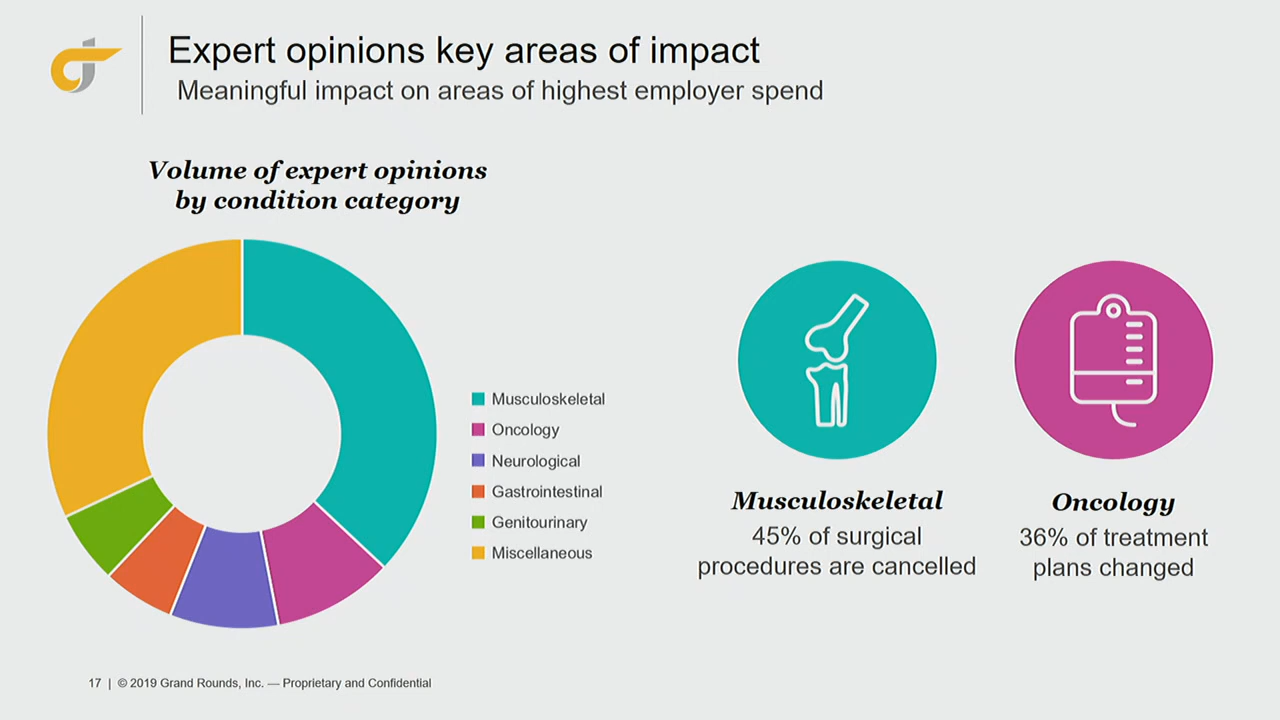 Expert opinions key areas of impact
Meaningful impact on areas of highest employer spend
Volume of expert opinions
by condition category
Musculoskeletal
Oncology
Neurological
Gastrointestinal
Genitourinary
Miscellaneous
Musculoskeletal
45% of surgical
procedures are cancelled
Oncology
36% of treatment
plans changed
17 | © 2019 Grand Rounds, Inc. — Proprietary and Confidential